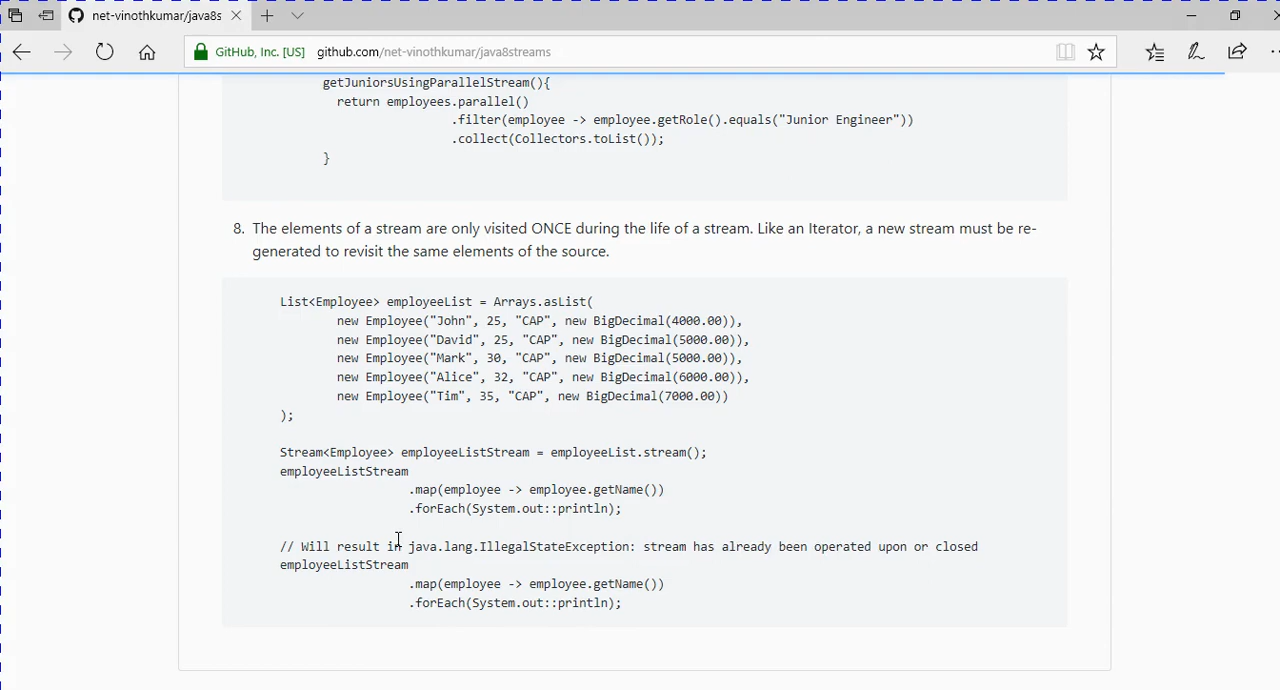 net-vinothkumar/java8s
GitHub, Inc. [US] github.com/net-vinothkumar/java8streams
getJuniorsUsingParallelStream(){
return employees.parallel()
.filter(employee -> employee.getRole().equals("Junior Engineer"))
.collect(Collectors.toList());
}
8. The elements of a stream are only visited ONCE during the life of a stream. Like an Iterator, a new stream must be re-
generated to revisit the same elements of the source.
List<Employee> employeeList = Arrays.asList(
new Employee("John", 25, "CAP", new BigDecimal(4000.00)),
new Employee("David", 25, "CAP", new BigDecimal(5000.00)),
new Employee("Mark", 30, "CAP", new BigDecimal(5000.00)),
new Employee("Alice", 32, "CAP", new BigDecimal(6000.00)),
new Employee("Tim", 35, "CAP", new BigDecimal(7000.00))
);
Stream<Employee> employeeListStream = employeeList.stream();
employeeListStream
.map(employee -> employee.getName())
.forEach(System.out::println);
// Will result in java.lang.IllegalStateException: stream has already been operated upon or closed
employeeListStream
.map(employee -> employee.getName())
.forEach(System.out::println);